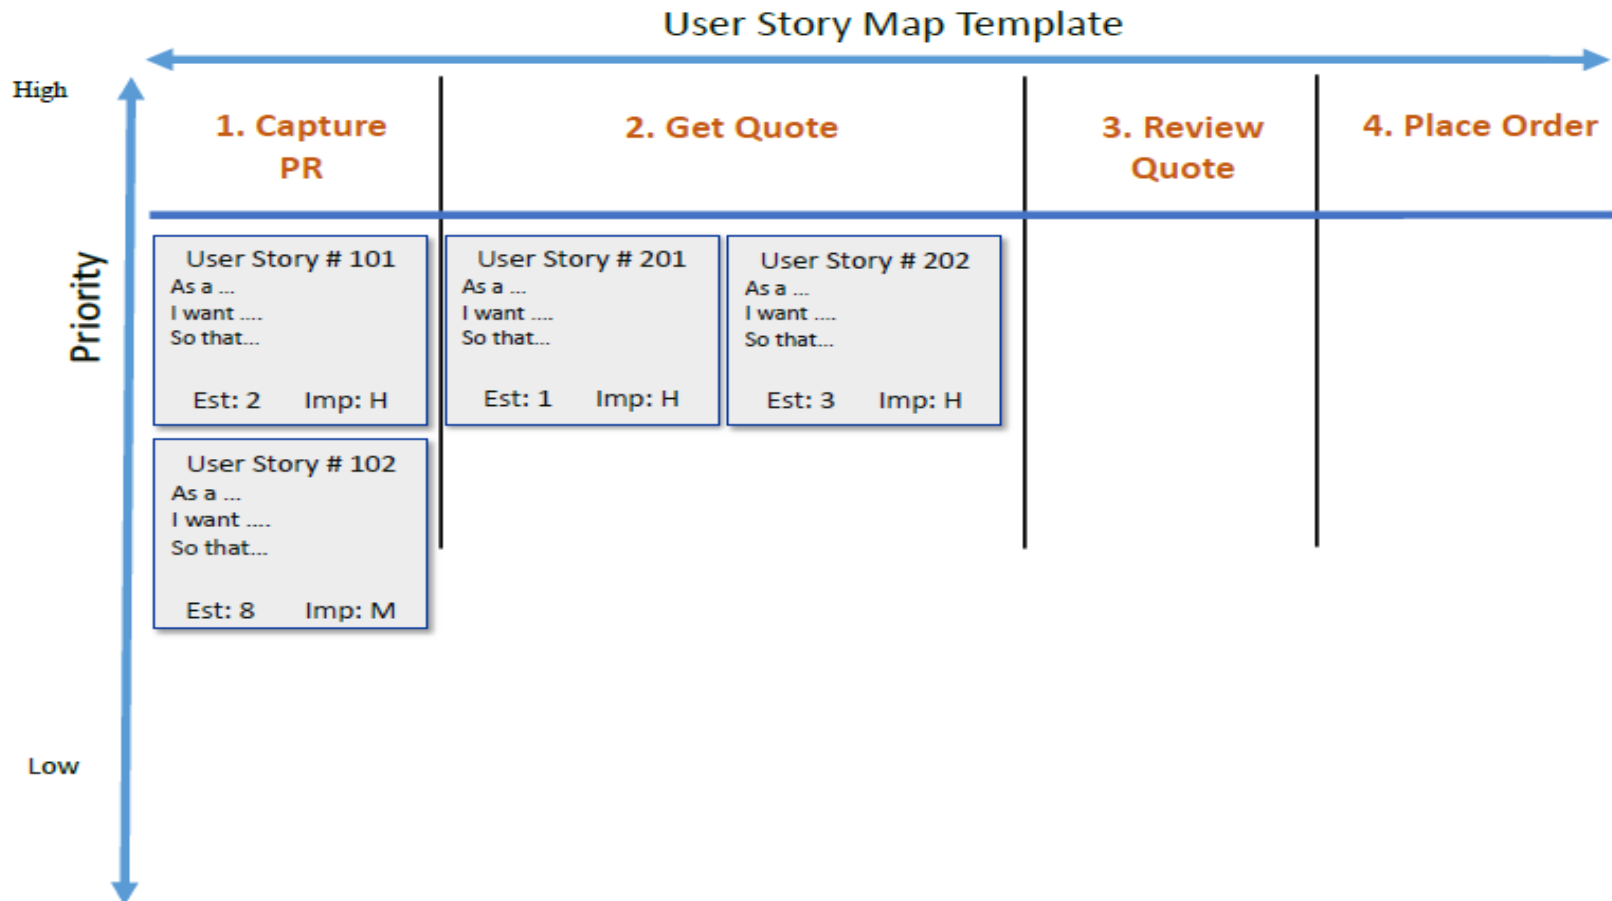 User Story Map Template
High
1. Capture
PR
2. Get Quote
3. Review
Quote
4. Place Order
Priority
User Story # 101
As a ...
I want ....
So that...
Est: 2 Imp: H
User Story # 201
As a ...
I want ....
So that...
Est: 1 Imp: H
User Story # 202
As a ...
I want ....
So that...
Est: 3 Imp: H
User Story # 102
As a ...
I want ....
So that...
Est: 8 Imp: M
Low